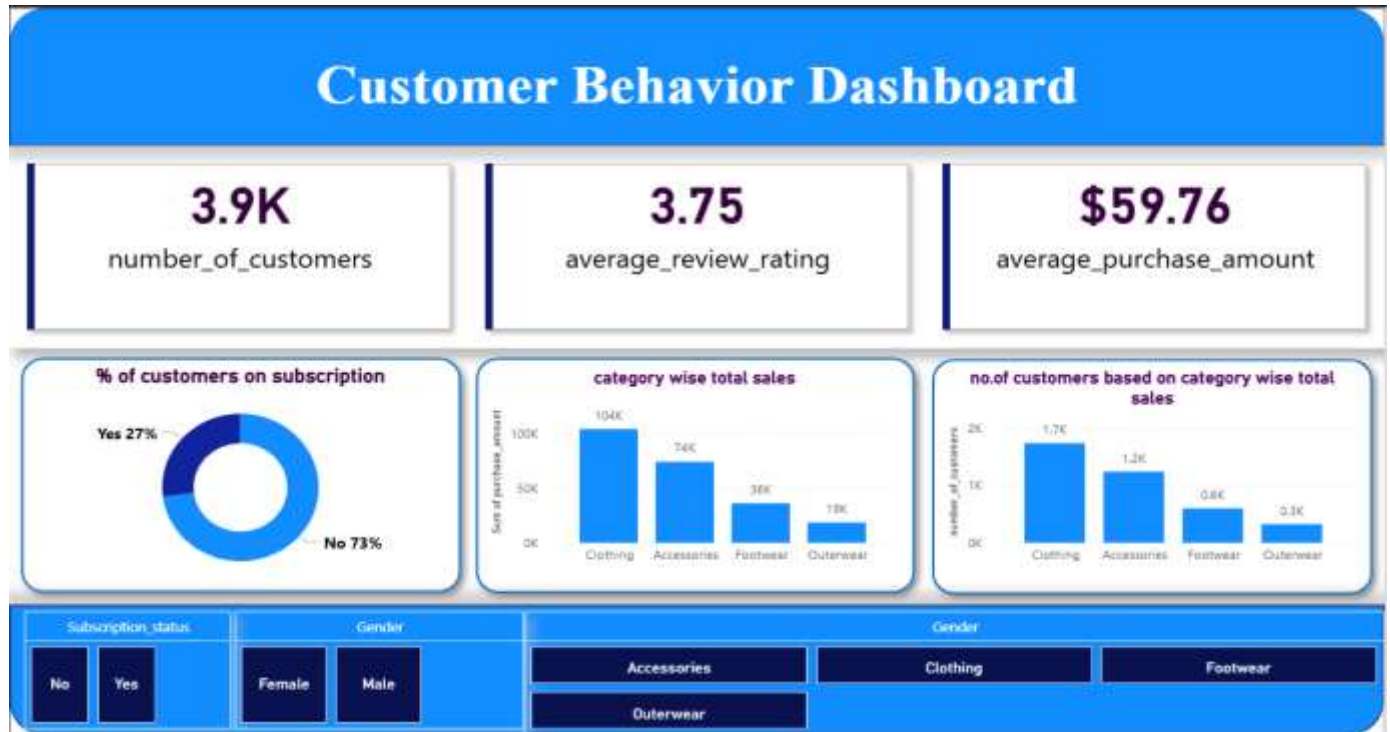 Customer Behavior Dashboard
3.9K
number_of_customers
3.75
average_review_rating
$59.76
average_purchase_amount
% of customers on subscription
Yes 27%
No 73%
category wise total sales
Sum of purchase_amount
100K
50K
0K
104K
74K
36K
18K
Clothing
Accessories
Footwear
Outerwear
no.of customers based on category wise total
sales
number_of_customers
2K
1K
0K
1.7K
1.2K
0.6K
0.3K
Clothing
Accessories
Footwear
Outerwear
Subscription_status
No
Yes
Gender
Female
Male
Gender
Accessories
Clothing
Footwear
Outerwear